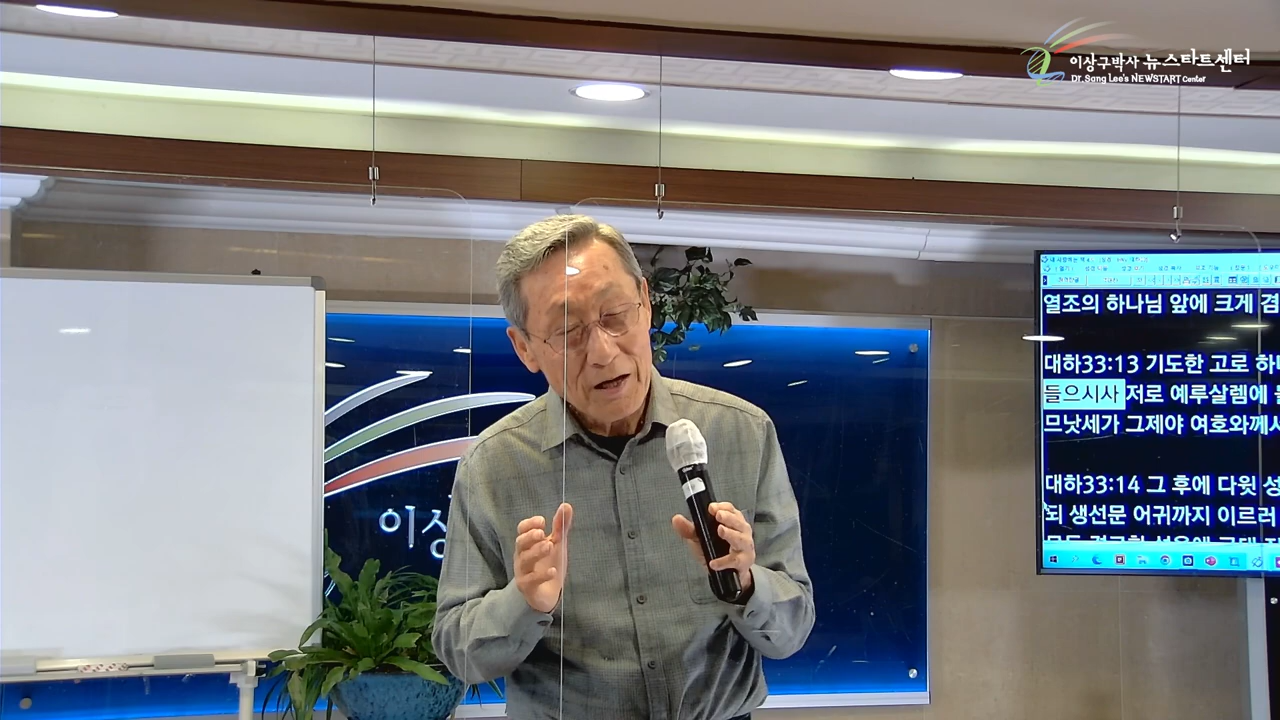 이상구박사 뉴스타트센터
Dr. Sang Lee's NEWSTART Center
열조의 하나님 앞에 크게 겸
대하33:13 기도한 고로 하
들으시사 저로 예루살렘에
므낫세가 그제야 여호와께서
대하33:14 그 후에 다윗 성
되 생선문 어귀까지 이르러
이상